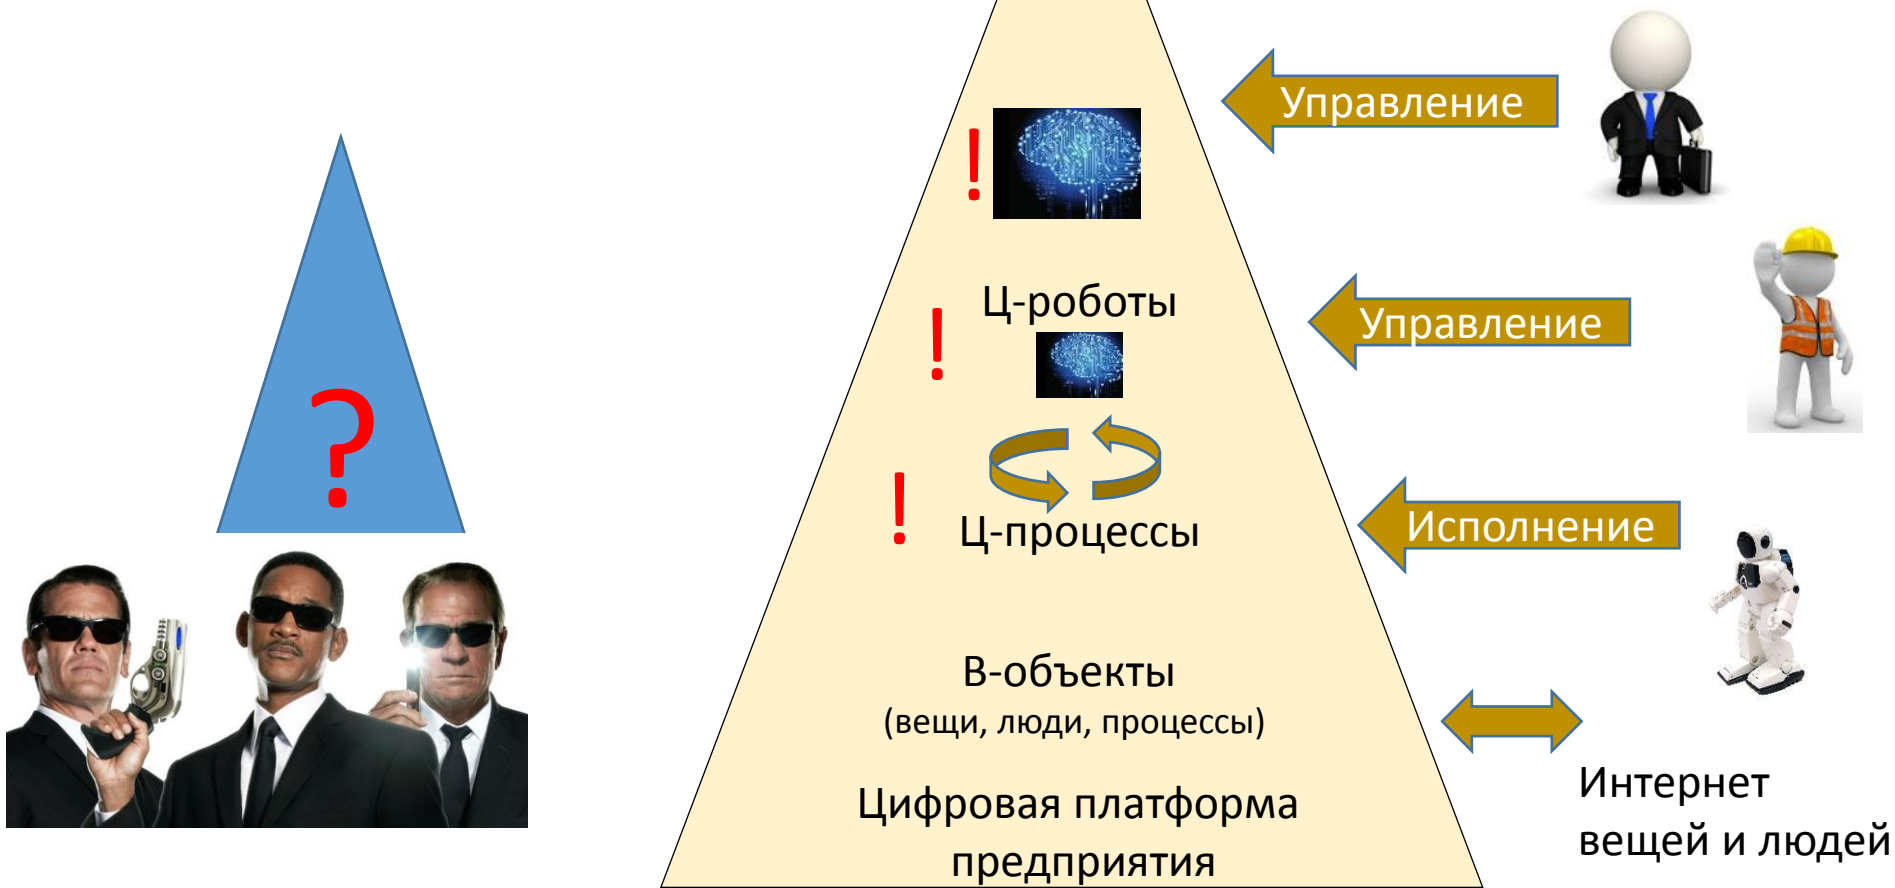 Управление
!
Ц-роботы
!
Управление
?
!
Ц-процессы
Исполнение
В-объекты
(вещи, люди, процессы)
Цифровая платформа
предприятия
Интернет
вещей и людей